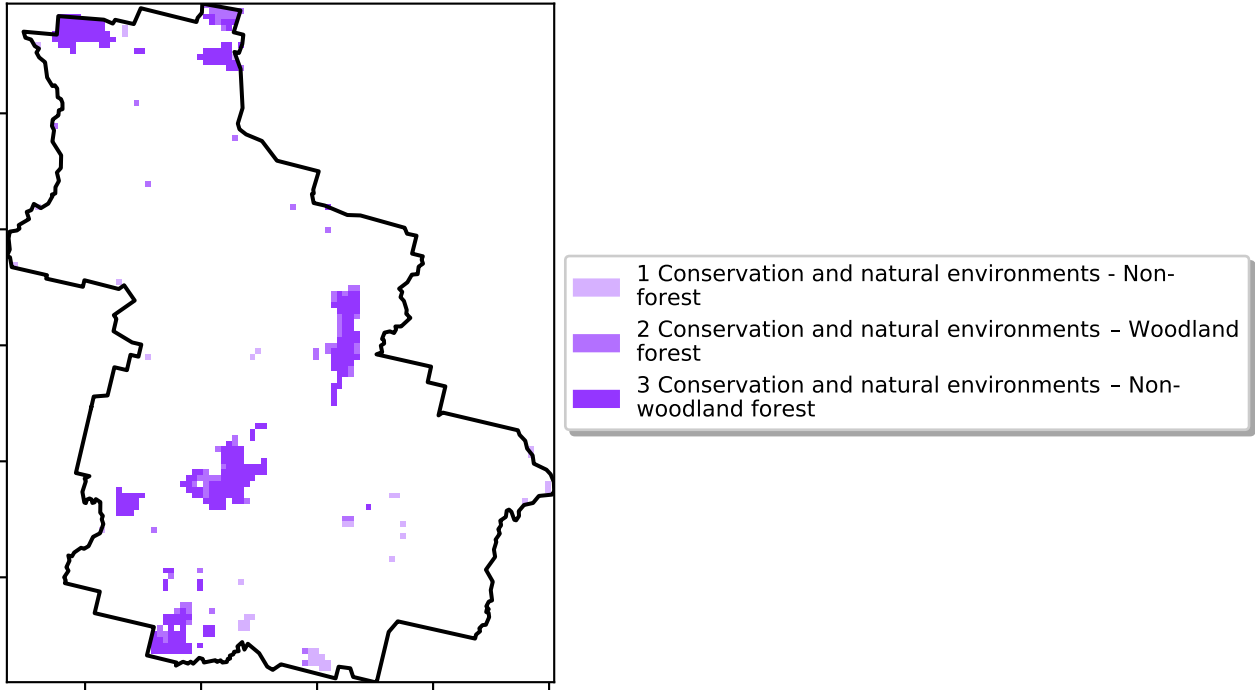 1 Conservation and natural environments - Non-
forest
2 Conservation and natural environments – Woodland
forest
3 Conservation and natural environments – Non-
woodland forest